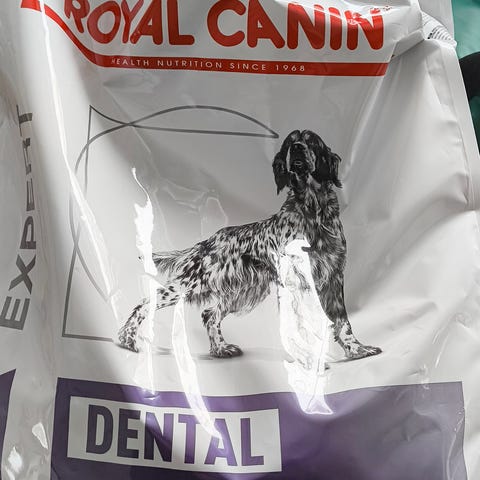 ROYAL CANIN
HEALTH NUTRITION SINCE 1968
EXPERT
DENTAL